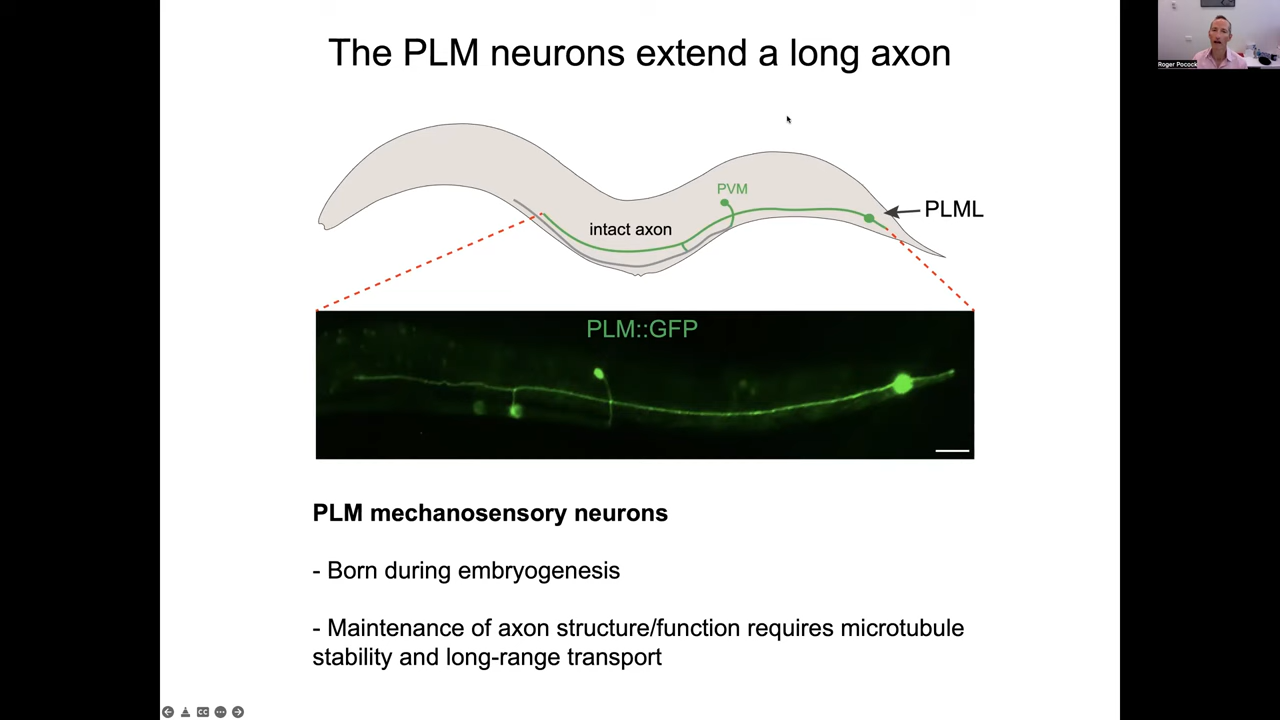 The PLM neurons extend a long axon
Roger Pocock
PVM
PLML
intact axon
PLM::GFP
PLM mechanosensory neurons
- Born during embryogenesis
- Maintenance of axon structure/function requires microtubule
stability and long-range transport
CC